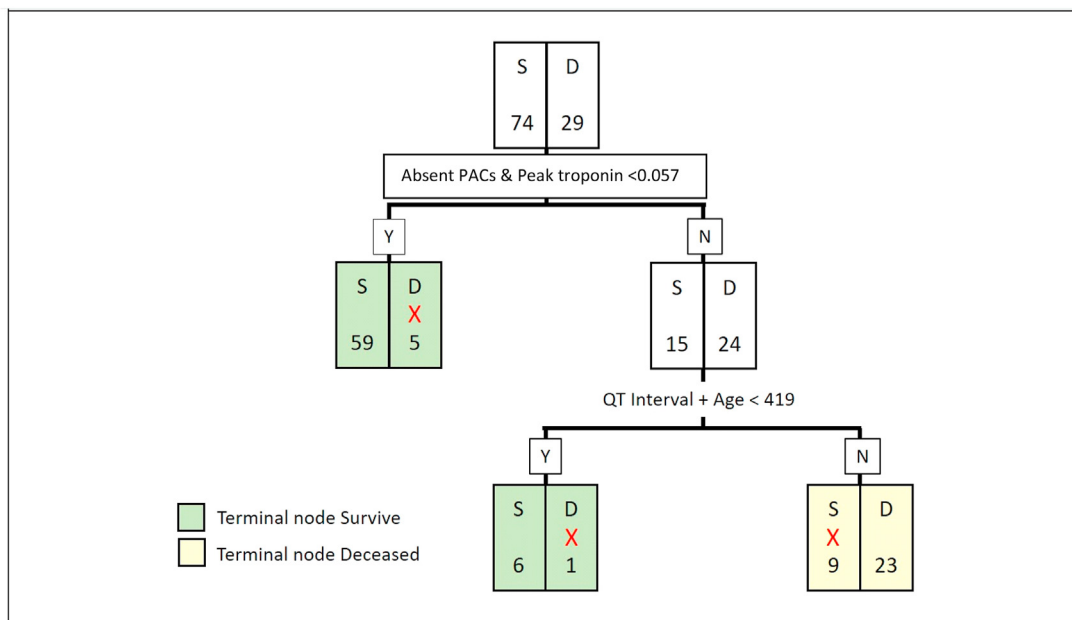 S D
74 29
Absent PACs & Peak troponin <0.057
Y N
S D S D
X
59 5 15 24
QT Interval + Age < 419
Y N
S D S D
Terminal node Survive
X X
Terminal node Deceased
6 1 9 23